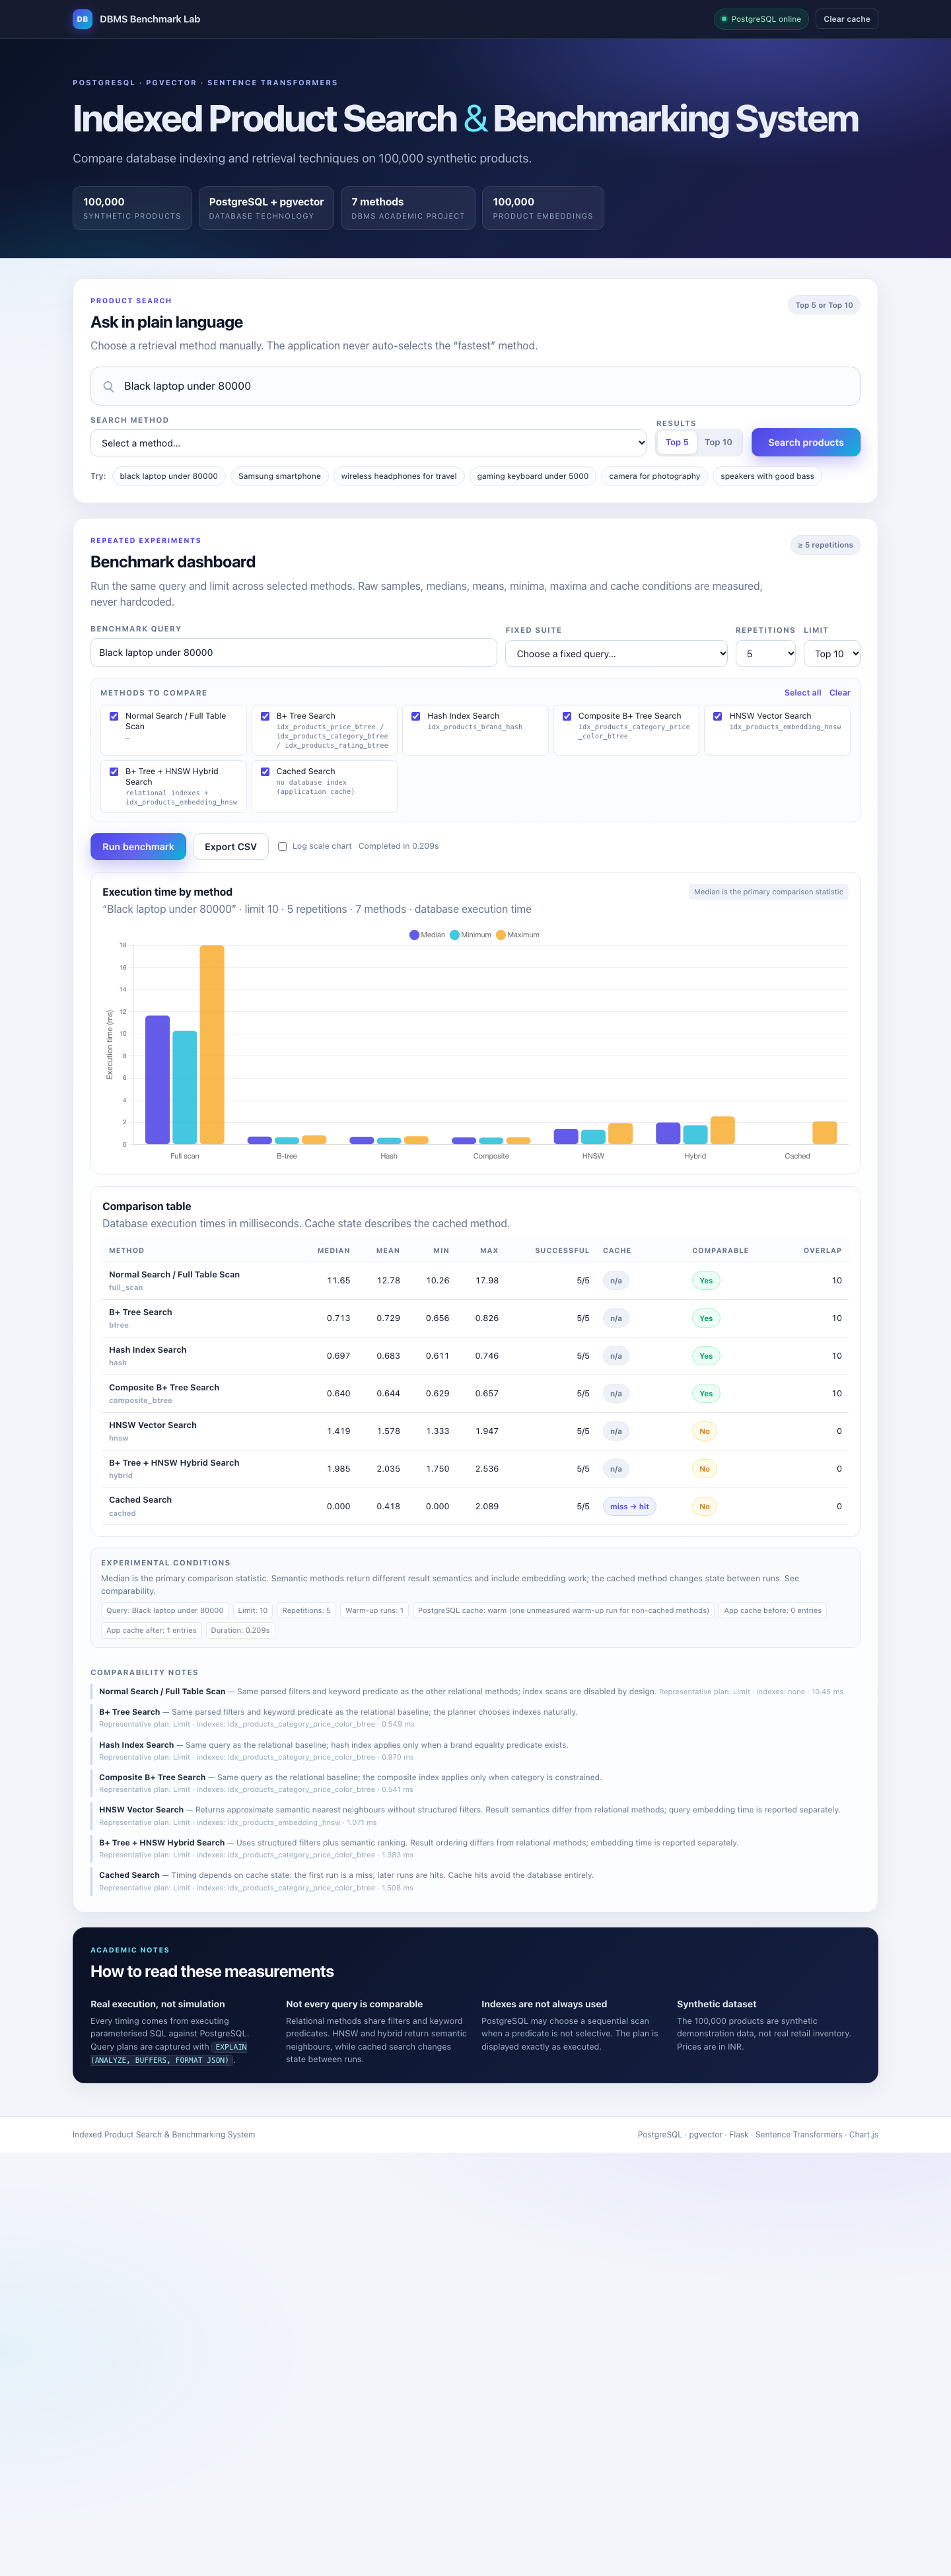 DB DBMS Benchmark Lab
PostgreSQL online
Clear cache
POSTGRESQL · PGVECTOR · SENTENCE TRANSFORMERS
Indexed Product Search & Benchmarking System
Compare database indexing and retrieval techniques on 100,000 synthetic products.
100,000
SYNTHETIC PRODUCTS
PostgreSQL + pgvector
DATABASE TECHNOLOGY
7 methods
DBMS ACADEMIC PROJECT
100,000
PRODUCT EMBEDDINGS
PRODUCT SEARCH
Ask in plain language
Top 5 or Top 10
Choose a retrieval method manually. The application never auto-selects the “fastest” method.
Black laptop under 80000
SEARCH METHOD
RESULTS
Select a method...
Top 5 Top 10
Search products
Try: black laptop under 80000 Samsung smartphone wireless headphones for travel gaming keyboard under 5000 camera for photography speakers with good bass
REPEATED EXPERIMENTS
Benchmark dashboard
≥ 5 repetitions
Run the same query and limit across selected methods. Raw samples, medians, means, minima, maxima and cache conditions are measured,
never hardcoded.
BENCHMARK QUERY
FIXED SUITE
REPETITIONS
LIMIT
Black laptop under 80000
Choose a fixed query...
5
Top 10
METHODS TO COMPARE
Select all Clear
Normal Search / Full Table
Scan
—
B+ Tree Search
idx_products_price_btree /
idx_products_category_btree
/ idx_products_rating_btree
Hash Index Search
idx_products_brand_hash
Composite B+ Tree Search
idx_products_category_price
_color_btree
HNSW Vector Search
idx_products_embedding_hnsw
B+ Tree + HNSW Hybrid
Search
relational indexes +
idx_products_embedding_hnsw
Cached Search
no database index
(application cache)
Run benchmark
Export CSV
Log scale chart Completed in 0.209s
Execution time by method
Median is the primary comparison statistic
“Black laptop under 80000” · limit 10 · 5 repetitions · 7 methods · database execution time
Median Minimum Maximum
Execution time (ms)
18
16
14
12
10
8
6
4
2
0
Full scan B-tree Hash Composite HNSW Hybrid Cached
Comparison table
Database execution times in milliseconds. Cache state describes the cached method.
METHOD MEDIAN MEAN MIN MAX SUCCESSFUL CACHE COMPARABLE OVERLAP
Normal Search / Full Table Scan
full_scan
11.65 12.78 10.26 17.98 5/5 n/a Yes 10
B+ Tree Search
btree
0.713 0.729 0.656 0.826 5/5 n/a Yes 10
Hash Index Search
hash
0.697 0.683 0.611 0.746 5/5 n/a Yes 10
Composite B+ Tree Search
composite_btree
0.640 0.644 0.629 0.657 5/5 n/a Yes 10
HNSW Vector Search
hnsw
1.419 1.578 1.333 1.947 5/5 n/a No 0
B+ Tree + HNSW Hybrid Search
hybrid
1.985 2.035 1.750 2.536 5/5 n/a No 0
Cached Search
cached
0.000 0.418 0.000 2.089 5/5 miss → hit No 0
EXPERIMENTAL CONDITIONS
Median is the primary comparison statistic. Semantic methods return different result semantics and include embedding work; the cached method changes state between runs. See
comparability.
Query: Black laptop under 80000 Limit: 10 Repetitions: 5 Warm-up runs: 1 PostgreSQL cache: warm (one unmeasured warm-up run for non-cached methods) App cache before: 0 entries
App cache after: 1 entries Duration: 0.209s
COMPARABILITY NOTES
Normal Search / Full Table Scan — Same parsed filters and keyword predicate as the other relational methods; index scans are disabled by design. Representative plan: Limit · indexes: none · 10.45 ms
B+ Tree Search — Same parsed filters and keyword predicate as the relational baseline; the planner chooses indexes naturally.
Representative plan: Limit · indexes: idx_products_category_price_color_btree · 0.549 ms
Hash Index Search — Same query as the relational baseline; hash index applies only when a brand equality predicate exists.
Representative plan: Limit · indexes: idx_products_category_price_color_btree · 0.970 ms
Composite B+ Tree Search — Same query as the relational baseline; the composite index applies only when category is constrained.
Representative plan: Limit · indexes: idx_products_category_price_color_btree · 0.541 ms
HNSW Vector Search — Returns approximate semantic nearest neighbours without structured filters. Result semantics differ from relational methods; query embedding time is reported separately.
Representative plan: Limit · indexes: idx_products_embedding_hnsw · 1.071 ms
B+ Tree + HNSW Hybrid Search — Uses structured filters plus semantic ranking. Result ordering differs from relational methods; embedding time is reported separately.
Representative plan: Limit · indexes: idx_products_category_price_color_btree · 1.383 ms
Cached Search — Timing depends on cache state: the first run is a miss, later runs are hits. Cache hits avoid the database entirely.
Representative plan: Limit · indexes: idx_products_category_price_color_btree · 1.508 ms
ACADEMIC NOTES
How to read these measurements
Real execution, not simulation
Every timing comes from executing
parameterised SQL against PostgreSQL.
Query plans are captured with EXPLAIN
(ANALYZE, BUFFERS, FORMAT JSON).
Not every query is comparable
Relational methods share filters and keyword
predicates. HNSW and hybrid return semantic
neighbours, while cached search changes
state between runs.
Indexes are not always used
PostgreSQL may choose a sequential scan
when a predicate is not selective. The plan is
displayed exactly as executed.
Synthetic dataset
The 100,000 products are synthetic
demonstration data, not real retail inventory.
Prices are in INR.
Indexed Product Search & Benchmarking System
PostgreSQL · pgvector · Flask · Sentence Transformers · Chart.js